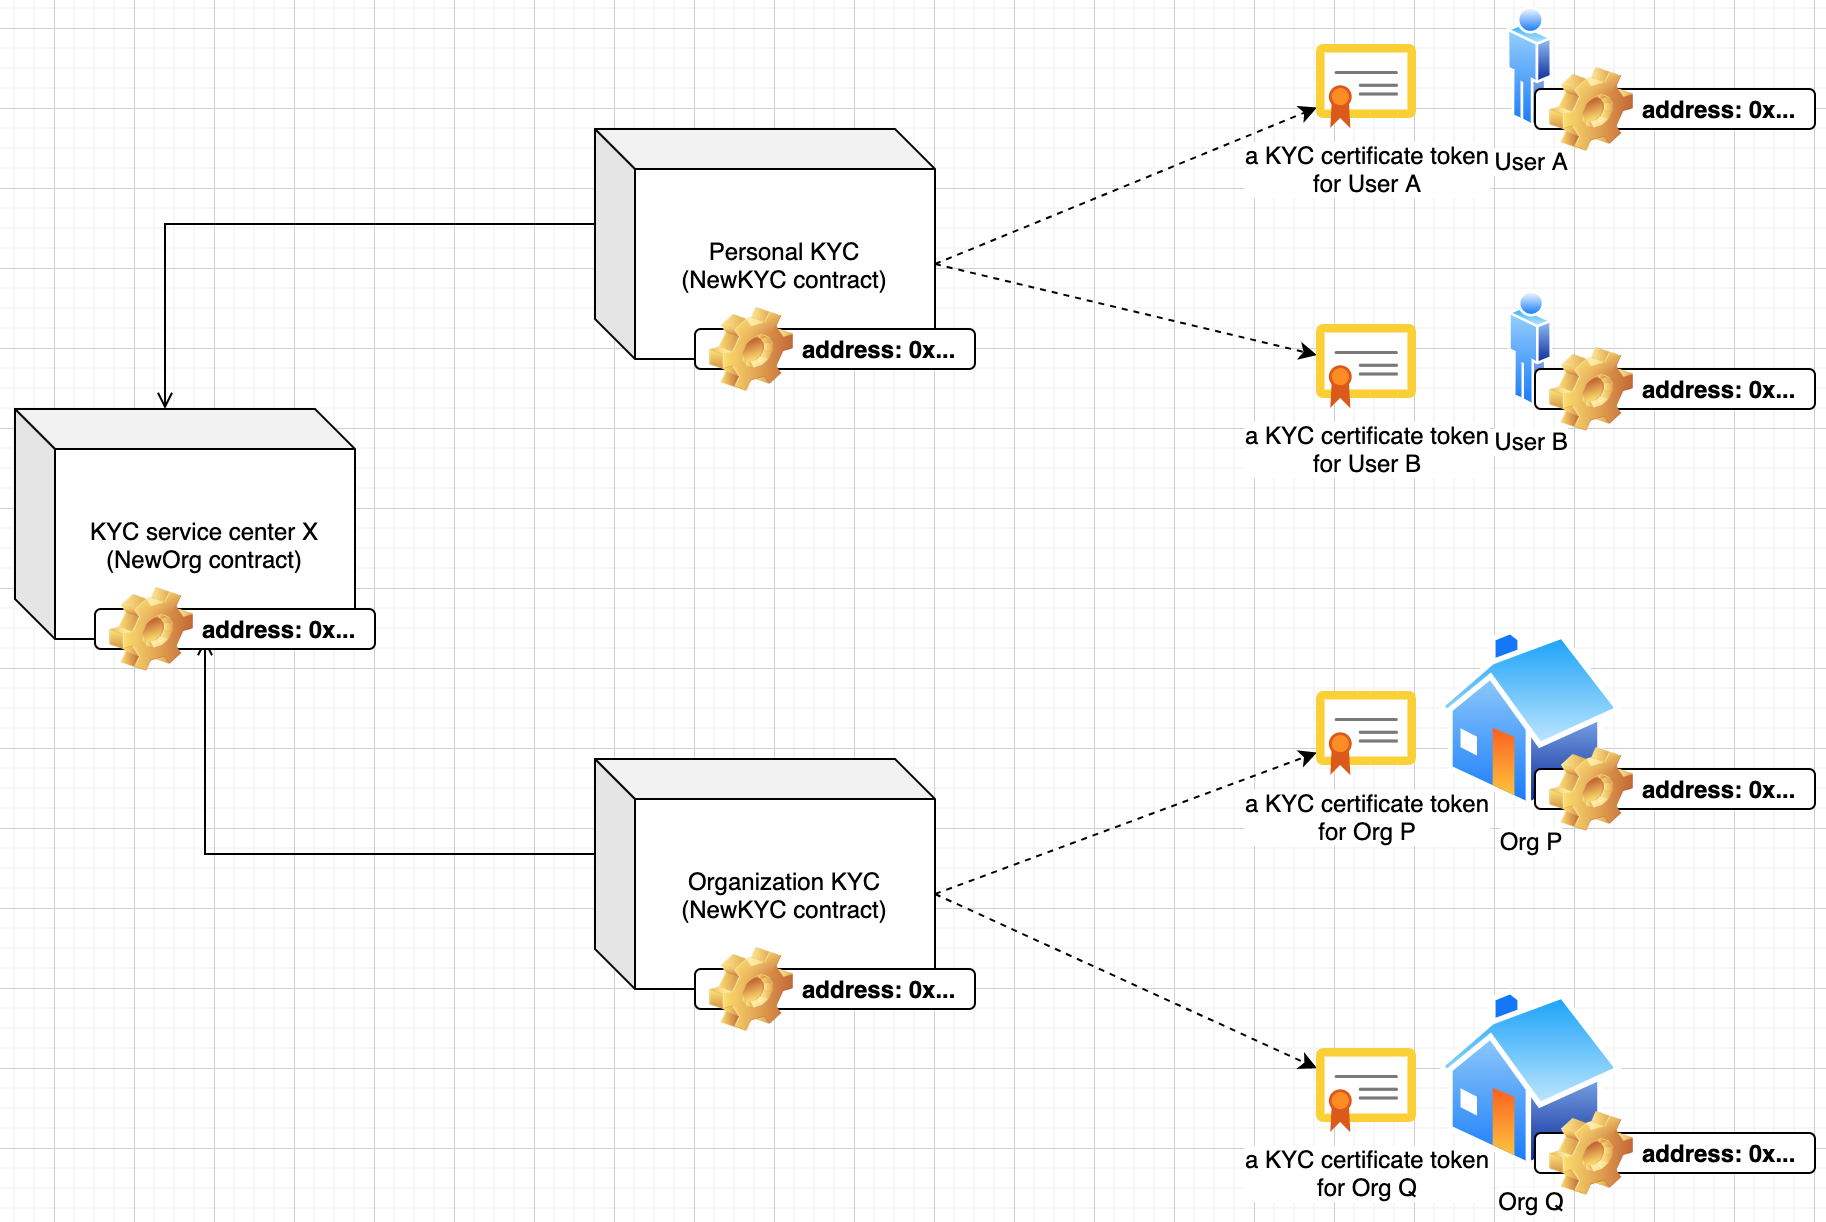 address: 0x...
a KYC certificate token
for User A
User A
Personal KYC
(NewKYC contract)
address: 0x...
address: 0x...
a KYC certificate token
for User B
User B
KYC service center X
(NewOrg contract)
address: 0x...
address: 0x...
a KYC certificate token
for Org P
Org P
Organization KYC
(NewKYC contract)
address: 0x...
address: 0x...
a KYC certificate token
for Org Q
Org Q